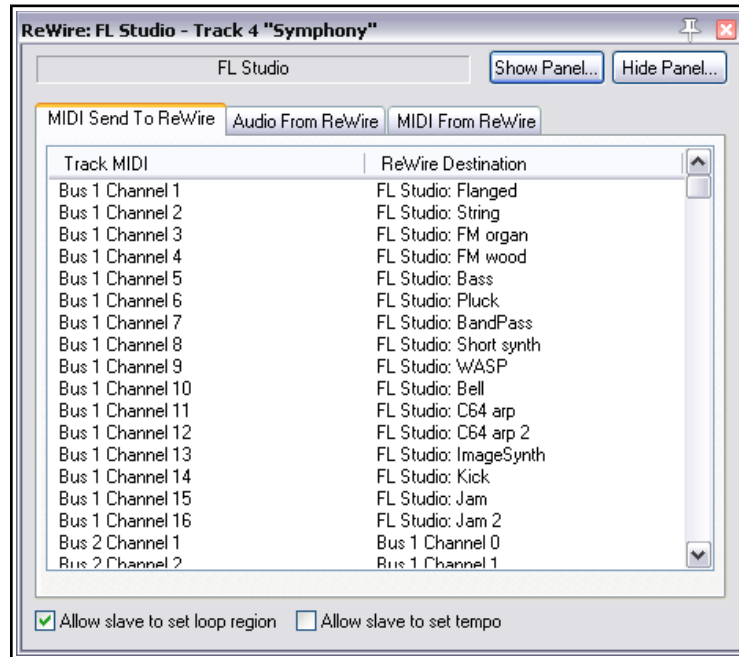 ReWire: FL Studio - Track 4 "Symphony"
FL Studio Show Panel... Hide Panel...
MIDI Send To ReWire Audio From ReWire MIDI From ReWire
Track MIDI ReWire Destination
Bus 1 Channel 1 FL Studio: Flanged
Bus 1 Channel 2 FL Studio: String
Bus 1 Channel 3 FL Studio: FM organ
Bus 1 Channel 4 FL Studio: FM wood
Bus 1 Channel 5 FL Studio: Bass
Bus 1 Channel 6 FL Studio: Pluck
Bus 1 Channel 7 FL Studio: BandPass
Bus 1 Channel 8 FL Studio: Short synth
Bus 1 Channel 9 FL Studio: WASP
Bus 1 Channel 10 FL Studio: Bell
Bus 1 Channel 11 FL Studio: C64 arp
Bus 1 Channel 12 FL Studio: C64 arp 2
Bus 1 Channel 13 FL Studio: ImageSynth
Bus 1 Channel 14 FL Studio: Kick
Bus 1 Channel 15 FL Studio: Jam
Bus 1 Channel 16 FL Studio: Jam 2
Bus 2 Channel 1 Bus 1 Channel 0
Bus 2 Channel 2 Bus 1 Channel 1
Allow slave to set loop region Allow slave to set tempo